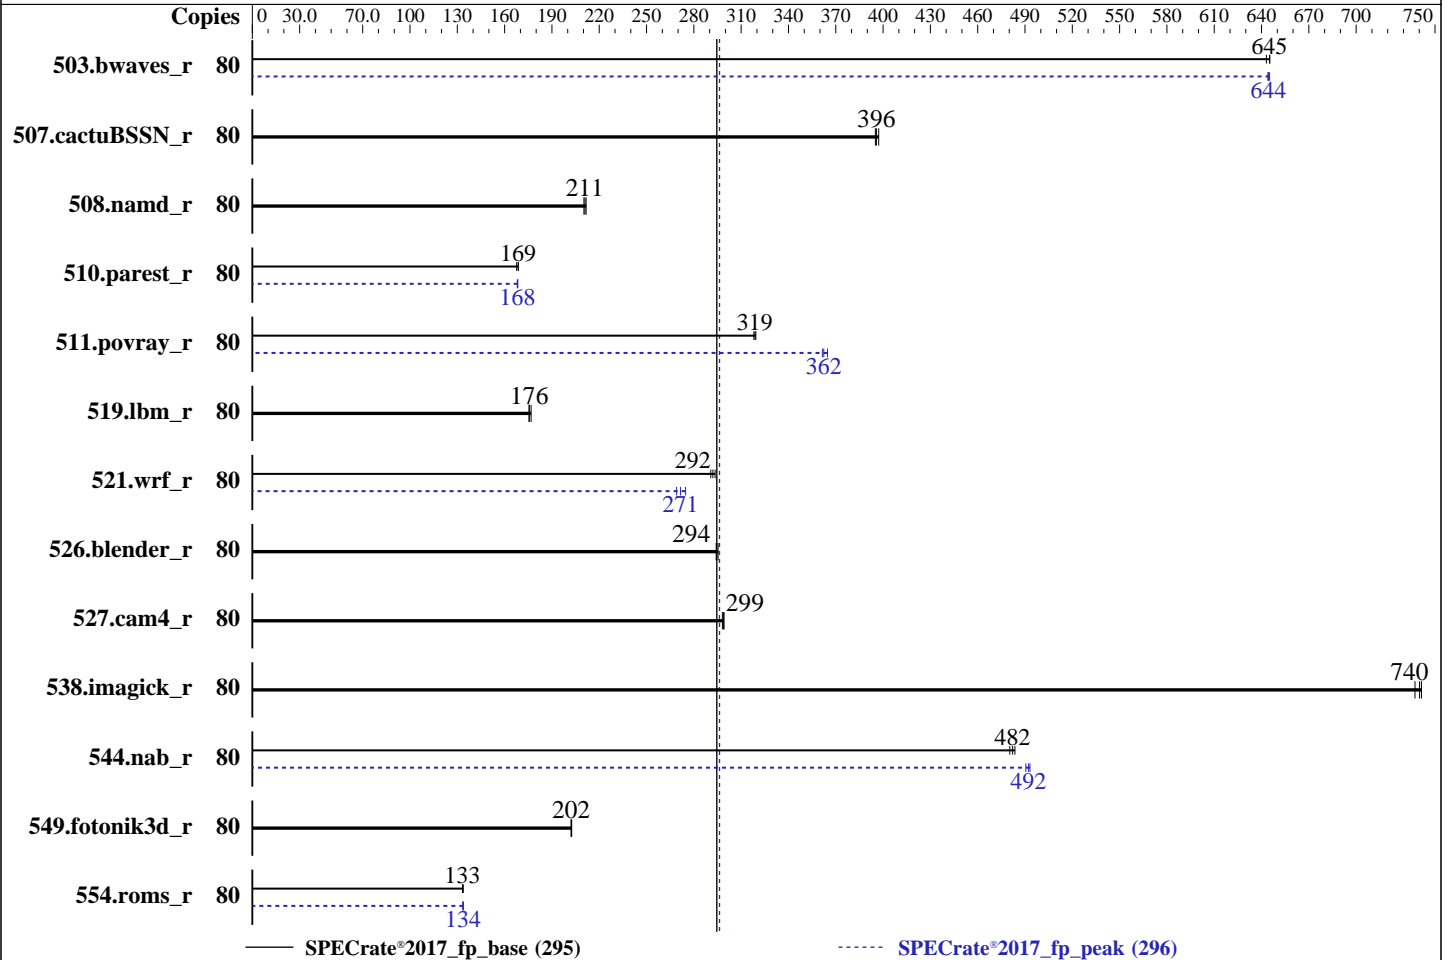 Copies 0 30.0 70.0 100 130 160 190 220 250 280 310 340 370 400 430 460 490 520 550 580 610 640 670 700 750
503.bwaves_r 80 645
644
507.cactuBSSN_r 80 396
508.namd_r 80 211
510.parest_r 80 169
168
511.povray_r 80 319
362
519.lbm_r 80 176
521.wrf_r 80 292
271
526.blender_r 80 294
527.cam4_r 80 299
538.imagick_r 80 740
544.nab_r 80 482
492
549.fotonik3d_r 80 202
554.roms_r 80 133
134
SPECrate®2017_fp_base (295) SPECrate®2017_fp_peak (296)